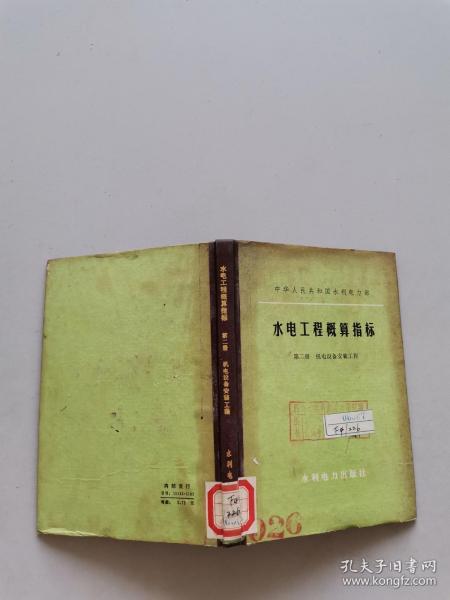 中华人民共和国水利电力部
水电工程概算指标
第二册 机电设备安装工程
水利电力出版社
水电工程概算指标 第二册 机电设备安装工程 水利电
226
026
内部发行
孔夫子旧书网
www.kongfz.com